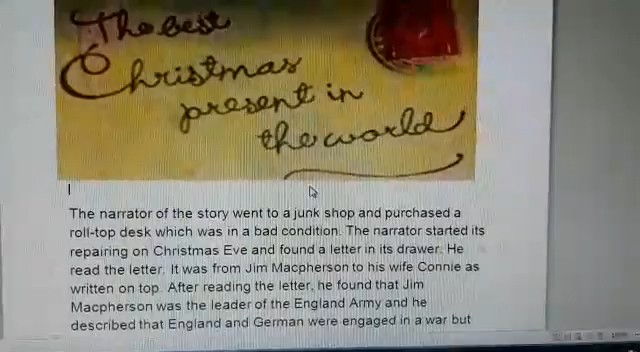 The best
Christmas
present in
the world
The narrator of the story went to a junk shop and purchased a
roll-top desk which was in a bad condition. The narrator started its
repairing on Christmas Eve and found a letter in its drawer. He
read the letter. It was from Jim Macpherson to his wife Connie as
written on top. After reading the letter, he found that Jim
Macpherson was the leader of the England Army and he
described that England and German were engaged in a war but